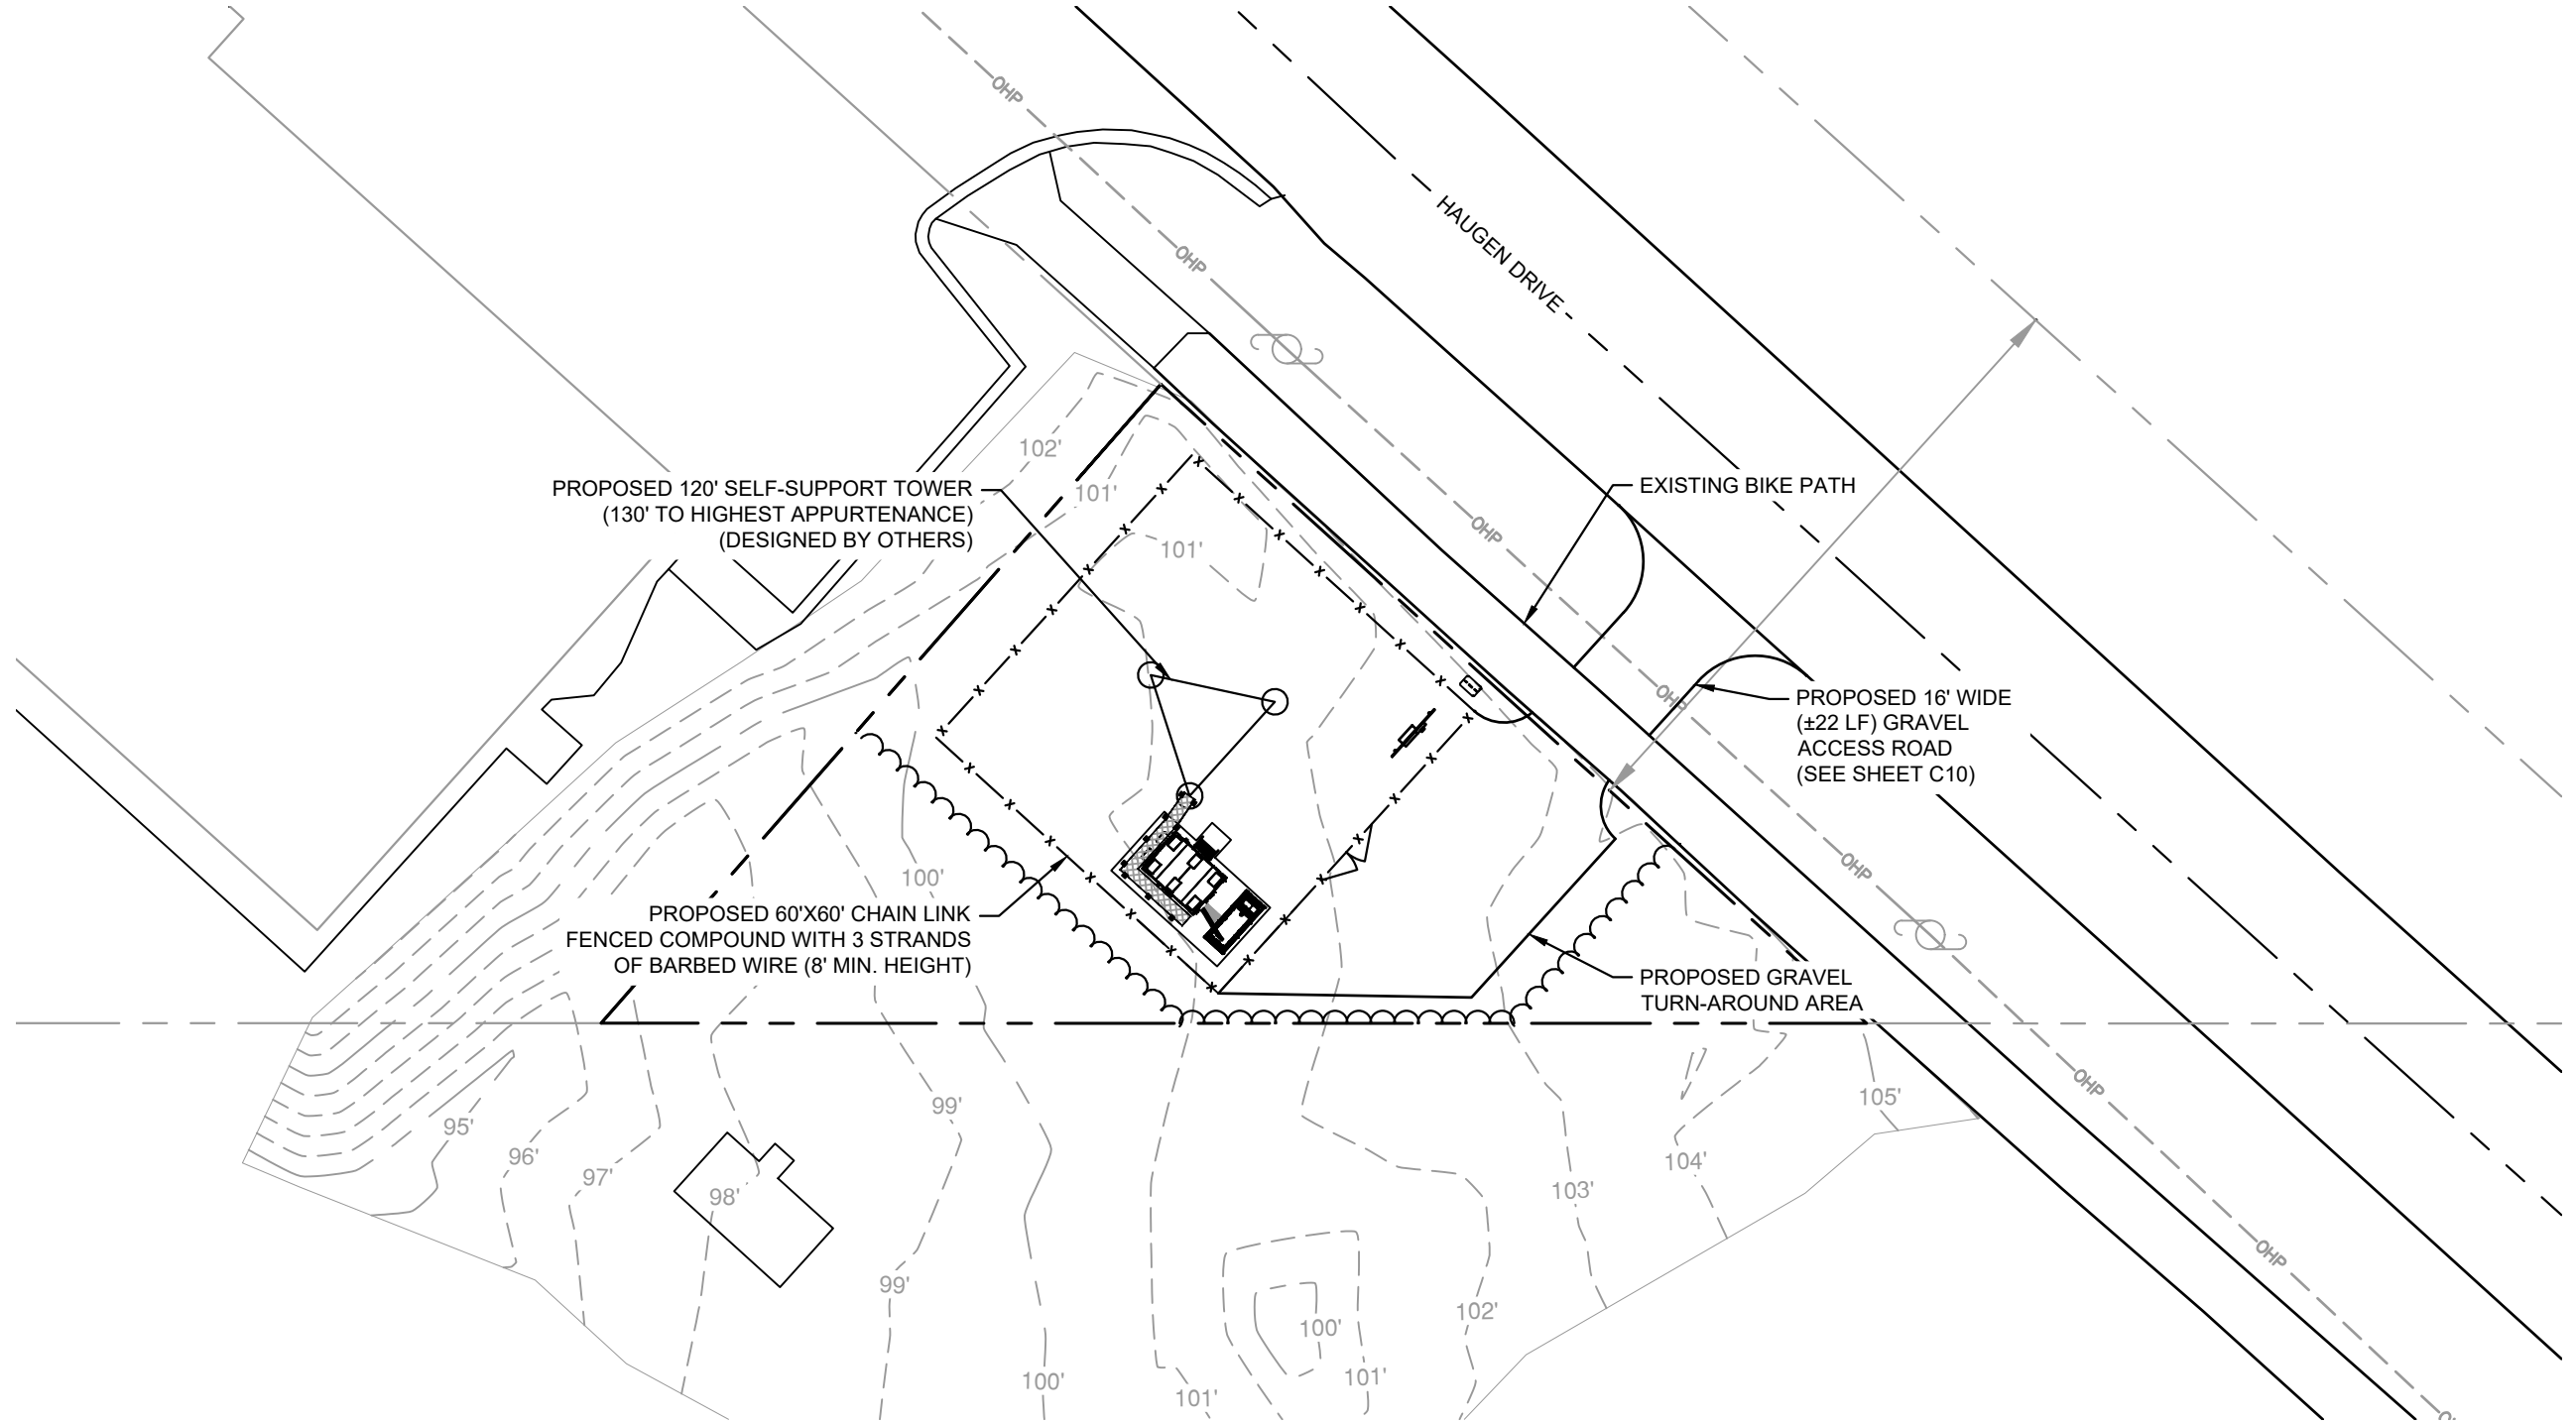 OHP
HAUGEN DRIVE
OHP
102'
PROPOSED 120' SELF-SUPPORT TOWER
(130' TO HIGHEST APPURTENANCE)
(DESIGNED BY OTHERS)
101'
101'
EXISTING BIKE PATH
OHP
OHP
PROPOSED 16' WIDE
(±22 LF) GRAVEL
ACCESS ROAD
(SEE SHEET C10)
OHP
100'
PROPOSED 60'X60' CHAIN LINK
FENCED COMPOUND WITH 3 STRANDS
OF BARBED WIRE (8' MIN. HEIGHT)
PROPOSED GRAVEL
TURN-AROUND AREA
OHP
99'
105'
95'
96'
97'
98'
104'
103'
OHP
99'
102'
100'
100'
101'
101'